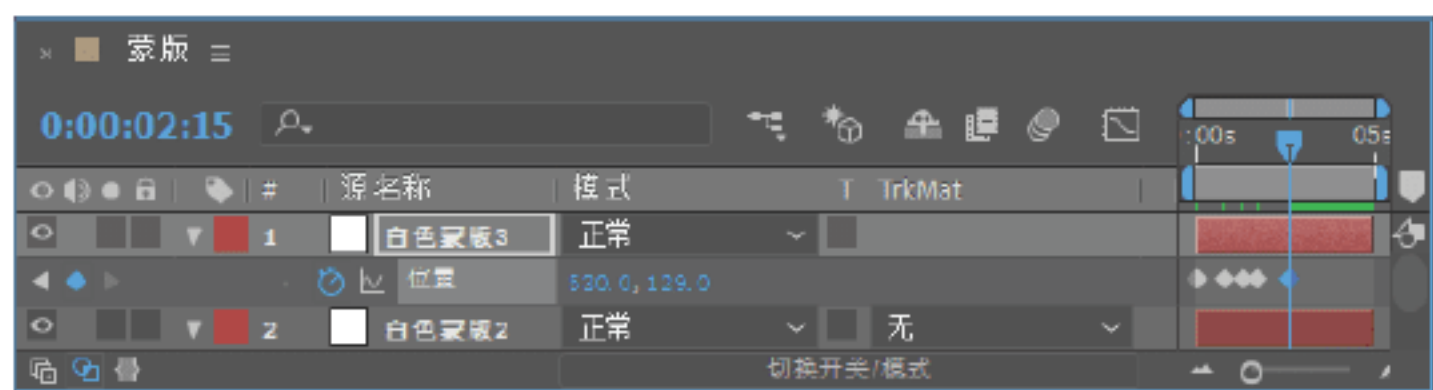 蒙版
0:00:02:15
:00s 05s
# 源名称 模式 T TrkMat
1 白色蒙版3 正常
位置 530.0, 129.0
2 白色蒙版2 正常 无
切换开关/模式